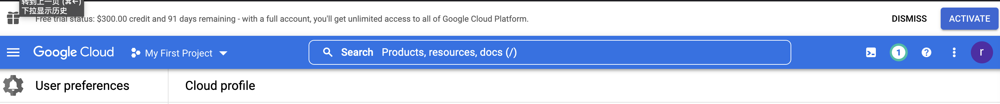 转到上一页 (⌘←)
下拉显示历史
Free trial status: $300.00 credit and 91 days remaining - with a full account, you'll get unlimited access to all of Google Cloud Platform.
DISMISS
ACTIVATE
Google Cloud
My First Project
Search Products, resources, docs (/)
1
?
r
User preferences
Cloud profile